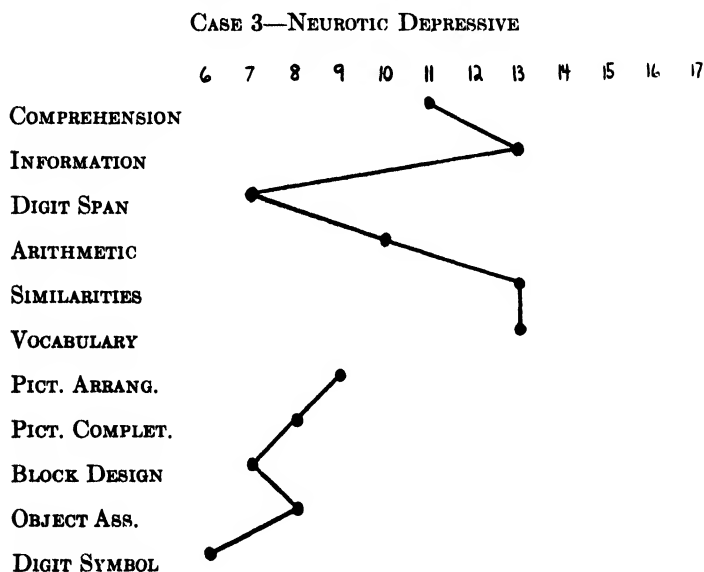 CASE 3—NEUROTIC DEPRESSIVE
6 7 8 9 10 11 12 13 14 15 16 17
COMPREHENSION
INFORMATION
DIGIT SPAN
ARITHMETIC
SIMILARITIES
VOCABULARY
PICT. ARRANG.
PICT. COMPLET.
BLOCK DESIGN
OBJECT ASS.
DIGIT SYMBOL